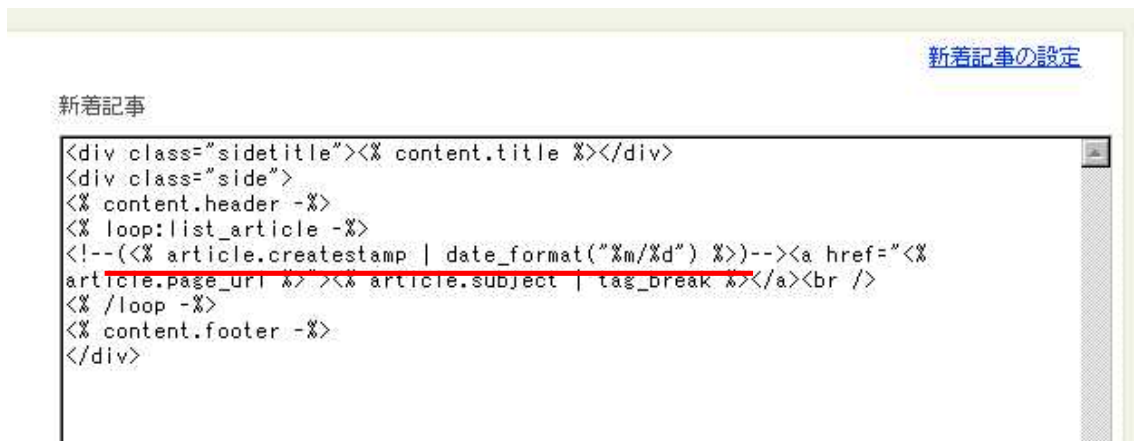 新着記事の設定
新着記事
<div class="sidetitle"><% content.title %></div>
<div class="side">
<% content.header -%>
<% loop:list_article -%>
<!--(<% article.createstamp | date_format("%m/%d") %>)--><a href="<%
article.page_url %>"><% article.subject | tag_break %></a><br />
<% /loop -%>
<% content.footer -%>
</div>